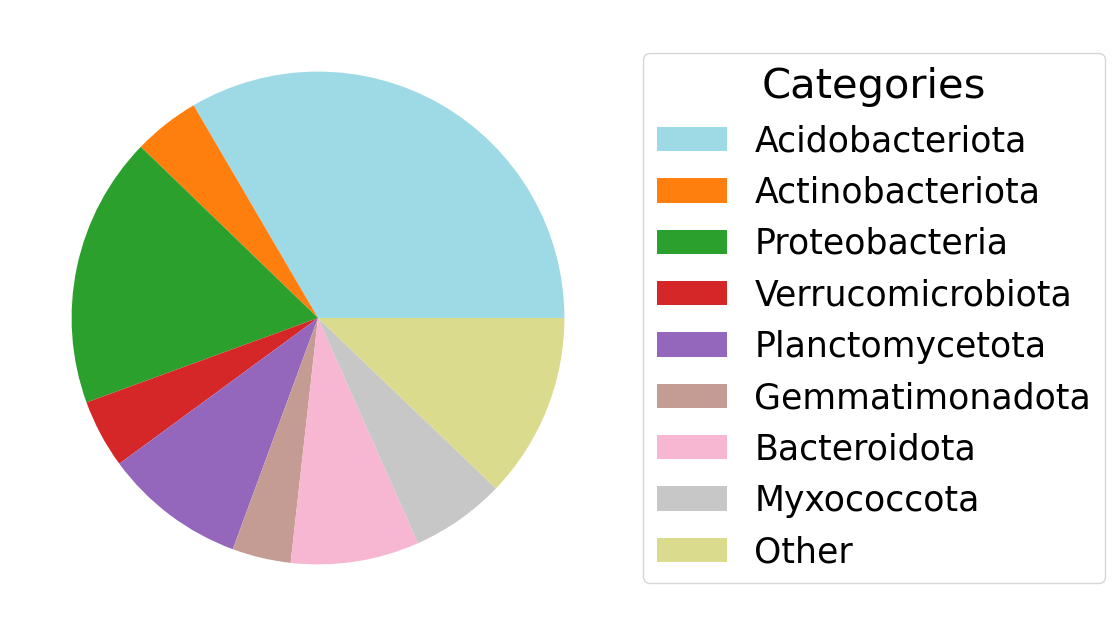 Categories
Acidobacteriota
Actinobacteriota
Proteobacteria
Verrucomicrobiota
Planctomycetota
Gemmatimonadota
Bacteroidota
Myxococcota
Other